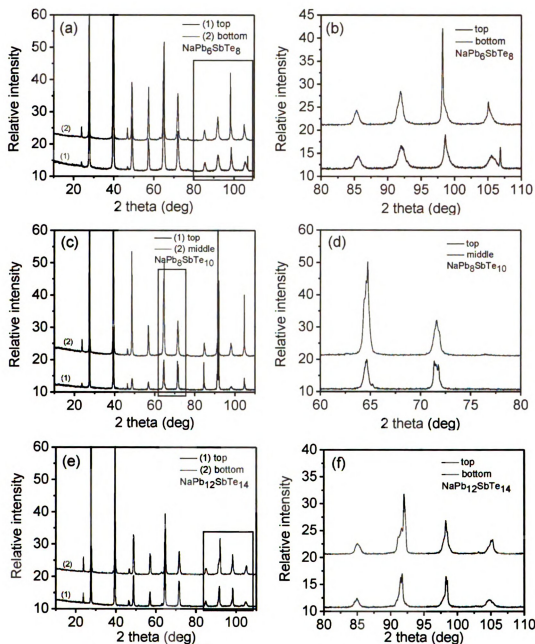 (a)
(1) top
(2) bottom
NaPb6SbTe8
60
50
40
30
20
10
(2)
(1)
20 40 60 80 100
2 theta (deg)
Relative intensity
(b)
top
bottom
NaPb6SbTe8
45
40
35
30
25
20
15
10
80 85 90 95 100 105 110
2 theta (deg)
Relative intensity
(c)
(1) top
(2) middle
NaPb8SbTe10
60
50
40
30
20
10
(2)
(1)
20 40 60 80 100
2 theta (deg)
Relative intensity
(d)
top
middle
NaPb8SbTe10
60
50
40
30
20
10
60 65 70 75 80
2 theta (deg)
Relative intensity
(e)
(1) top
(2) bottom
NaPb12SbTe14
60
50
40
30
20
10
(2)
(1)
20 40 60 80 100
2 theta (deg)
Relative intensity
(f)
top
bottom
NaPb12SbTe14
40
35
30
25
20
15
10
80 85 90 95 100 105 110
2 theta (deg)
Relative intensity